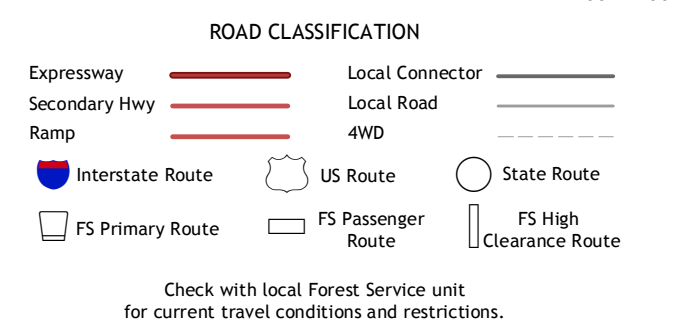 ROAD CLASSIFICATION
Expressway
Local Connector
Secondary Hwy
Local Road
Ramp
4WD
Interstate Route
US Route
State Route
FS Primary Route
FS Passenger
Route
FS High
Clearance Route
Check with local Forest Service unit
for current travel conditions and restrictions.